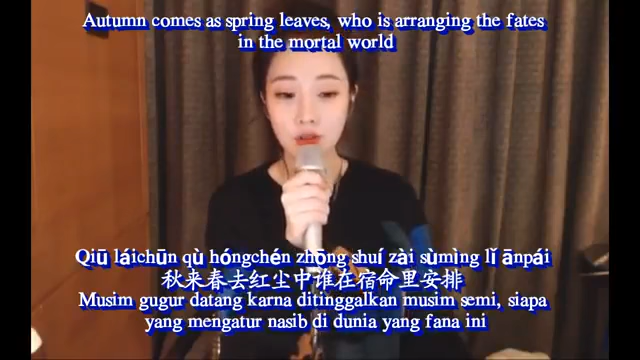 Autumn comes as spring leaves, who is arranging the fates
in the mortal world
Qiū láichūn qù hóngchén zhōng shuí zài sùmìng lǐ ānpái
秋来春去红尘中谁在宿命里安排
Musim gugur datang karna ditinggalkan musim semi, siapa
yang mengatur nasib di dunia yang fana ini